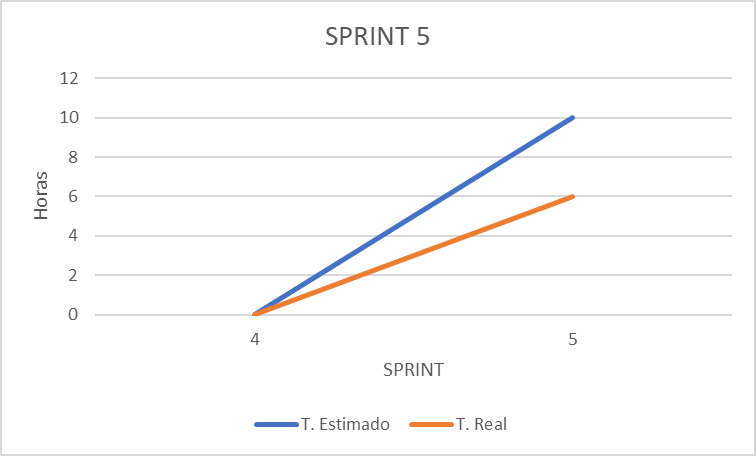 SPRINT 5
12
10
8
6
4
2
0
Horas
4 5
SPRINT
T. Estimado T. Real